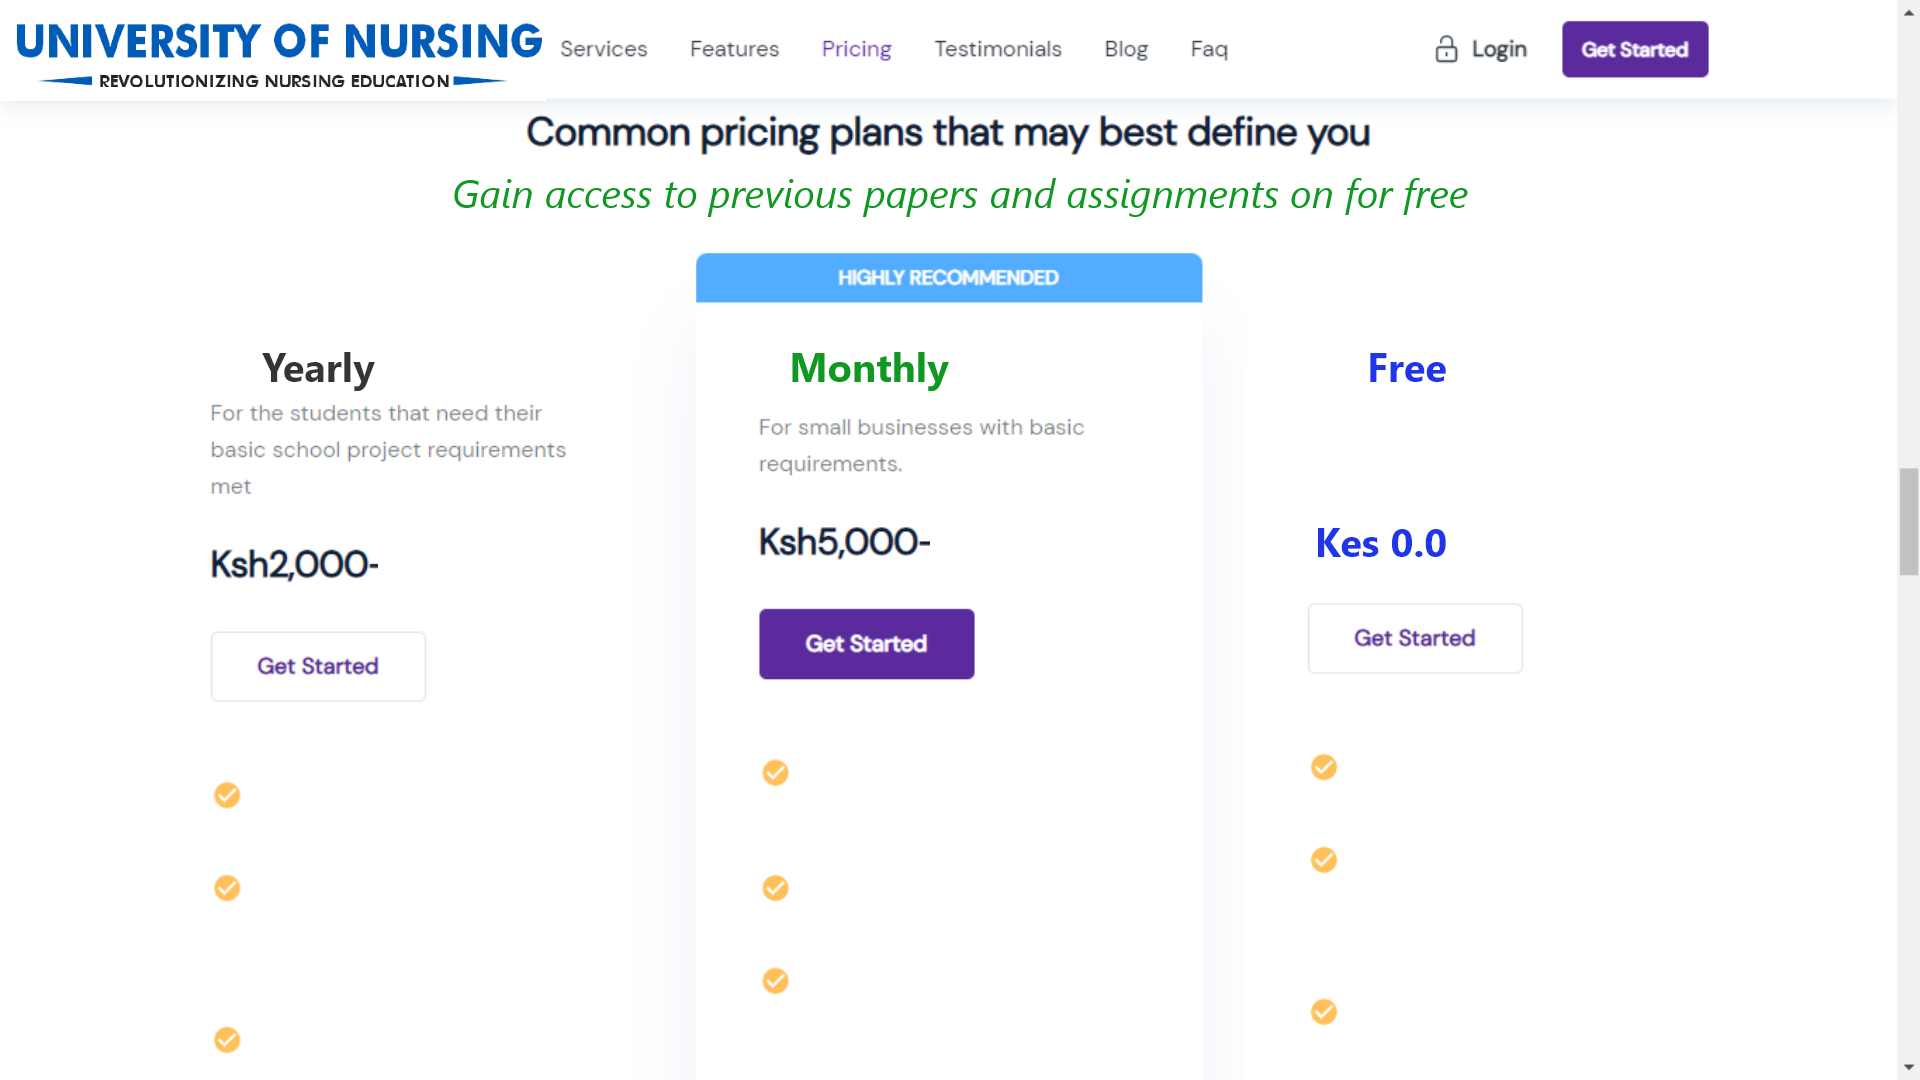 UNIVERSITY OF NURSING
REVOLUTIONIZING NURSING EDUCATION
Services Features Pricing Testimonials Blog Faq Login Get Started
Common pricing plans that may best define you
Gain access to previous papers and assignments on for free
HIGHLY RECOMMENDED
Yearly
For the students that need their
basic school project requirements
met
Ksh2,000-
Get Started
Monthly
For small businesses with basic
requirements.
Ksh5,000-
Get Started
Free
Kes 0.0
Get Started